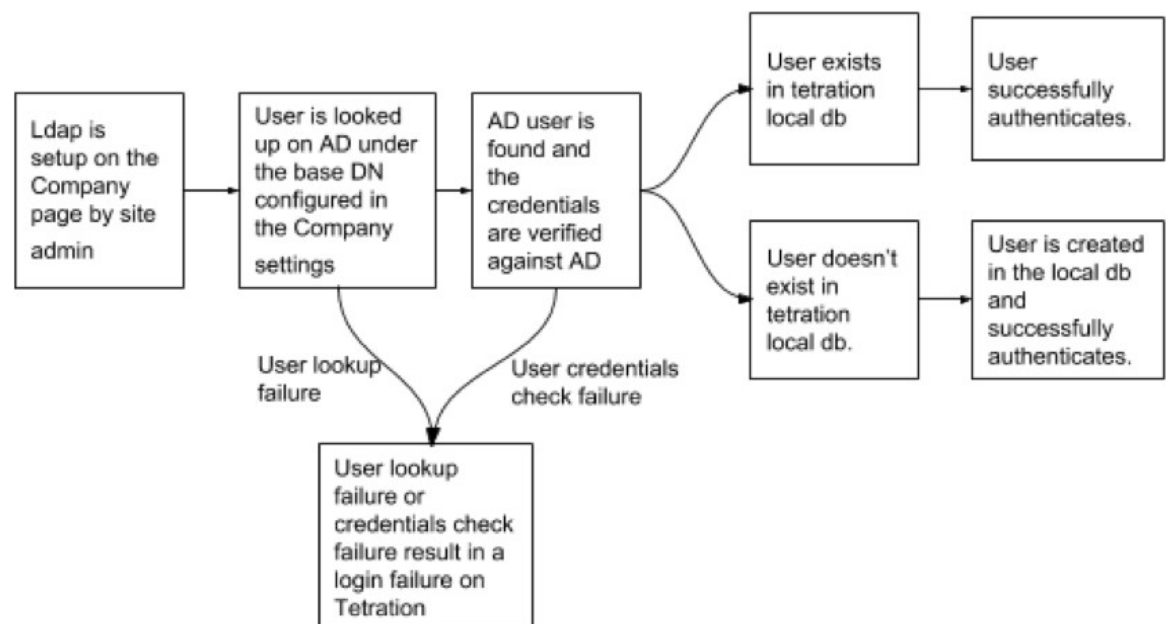 Ldap is
setup on the
Company
page by site
admin
User is looked
up on AD under
the base DN
configured in
the Company
settings
AD user is
found and
the
credentials
are verified
against AD
User exists
in tetration
local db
User
successfully
authenticates.
User doesn't
exist in
tetration
local db.
User is created
in the local db
and
successfully
authenticates.
User lookup
failure
User credentials
check failure
User lookup
failure or
credentials check
failure result in a
login failure on
Tetration